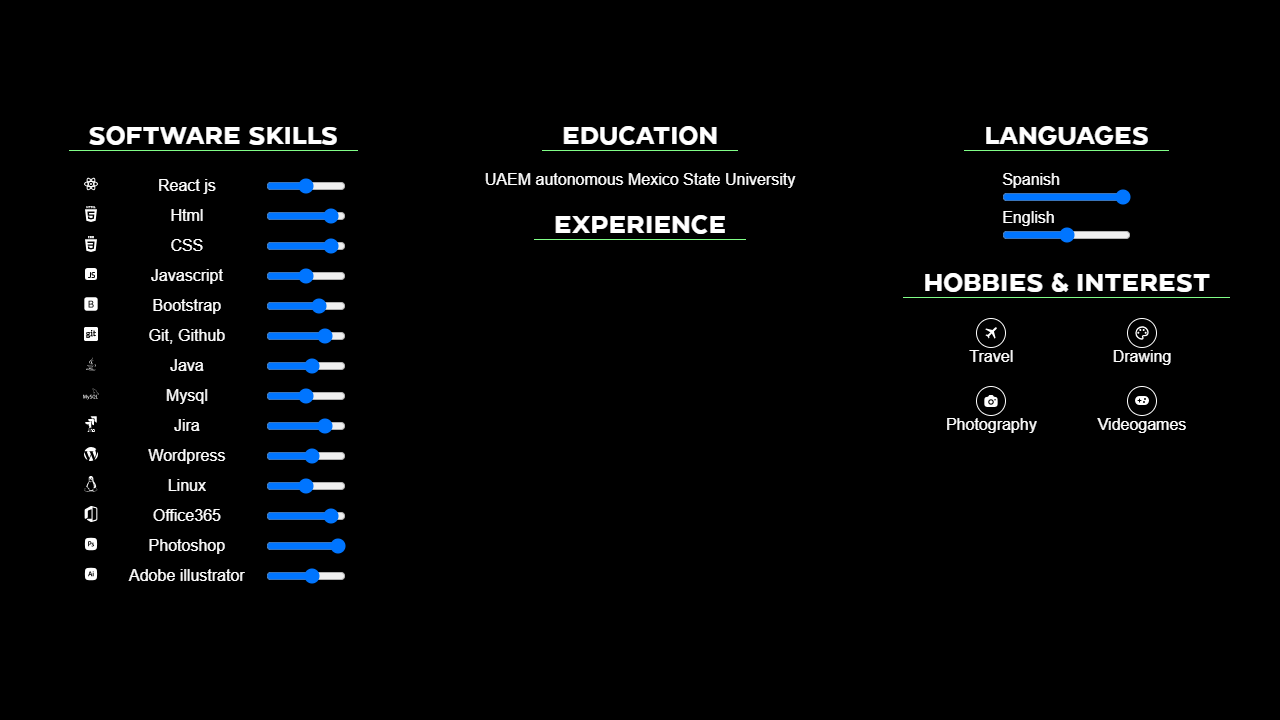 SOFTWARE SKILLS
React js
Html
CSS
Javascript
Bootstrap
Git, Github
Java
Mysql
Jira
Wordpress
Linux
Office365
Photoshop
Adobe illustrator
EDUCATION
UAEM autonomous Mexico State University
EXPERIENCE
LANGUAGES
Spanish
English
HOBBIES & INTEREST
Travel
Drawing
Photography
Videogames